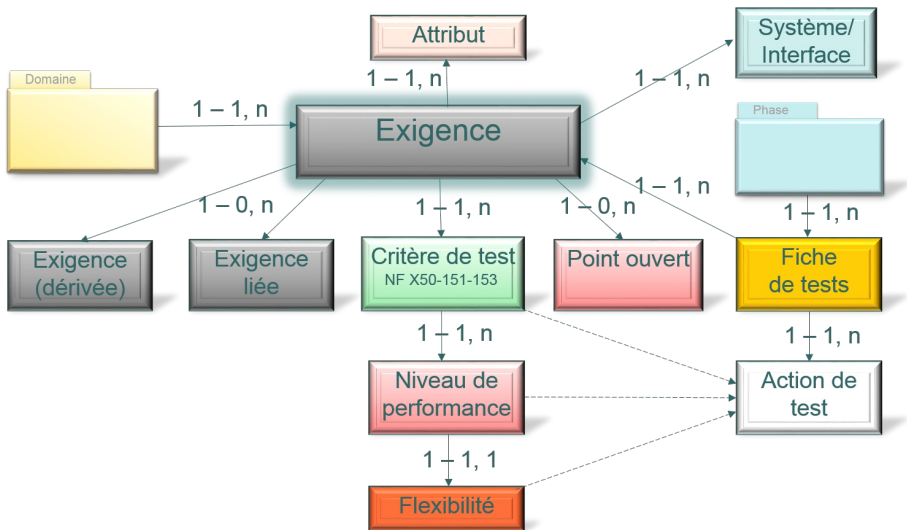 Attribut
Système/
Interface
Domaine
1 – 1, n
1 – 1, n
1 – 1, n
Exigence
Phase
1 – 1, n
1 – 0, n
1 – 1, n
1 – 0, n
1 – 1, n
Exigence
(dérivée)
Exigence
liée
Critère de test
NF X50-151-153
Point ouvert
Fiche
de tests
1 – 1, n
1 – 1, n
Niveau de
performance
Action de
test
1 – 1, 1
Flexibilité